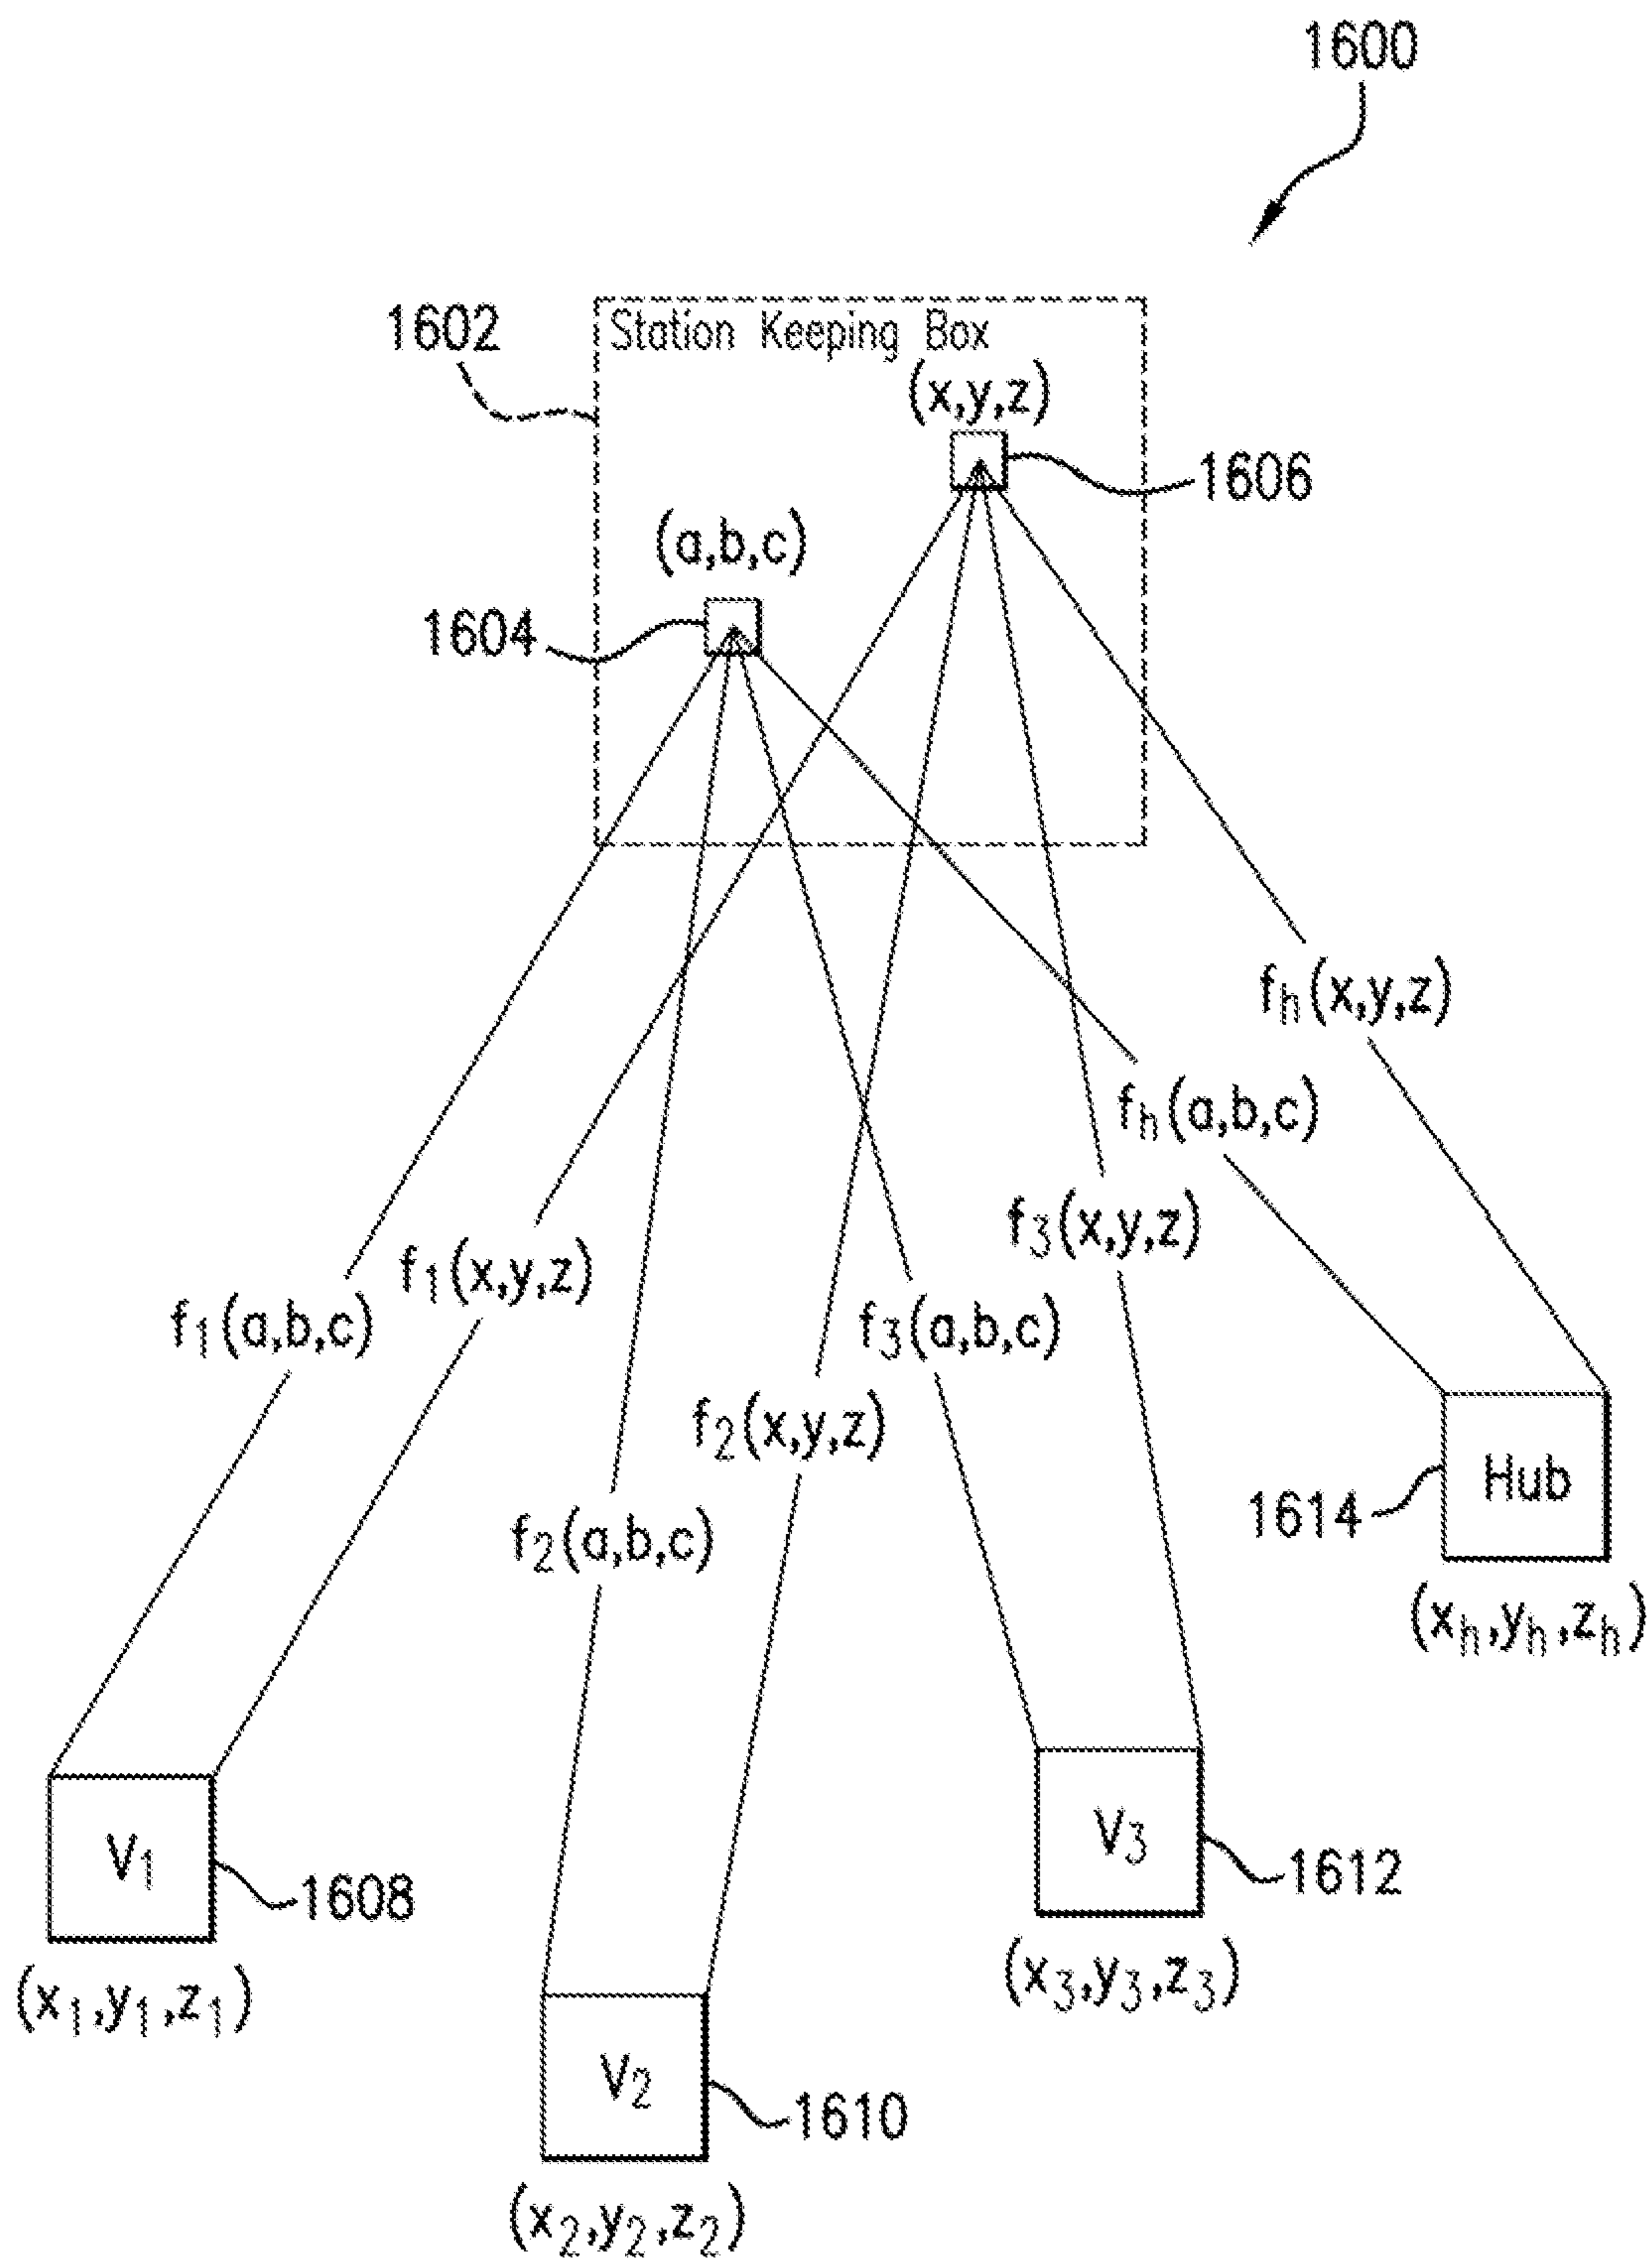 1600
1602
Station Keeping Box
(x,y,z)
1606
(a,b,c)
1604
fh(x,y,z)
fh(a,b,c)
f3(x,y,z)
f1(x,y,z)
f1(a,b,c)
f3(a,b,c)
f2(x,y,z)
Hub
1614
f2(a,b,c)
(xh,yh,zh)
V1
V3
1608
1612
(x1,y1,z1)
(x3,y3,z3)
V2
1610
(x2,y2,z2)